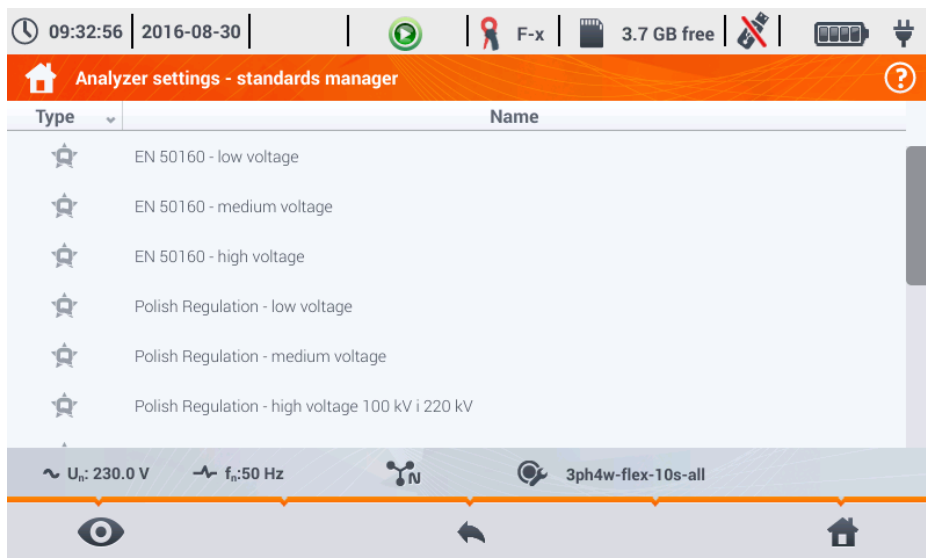 09:32:56 2016-08-30 F-x 3.7 GB free
Analyzer settings - standards manager ?
Type Name
EN 50160 - low voltage
EN 50160 - medium voltage
EN 50160 - high voltage
Polish Regulation - low voltage
Polish Regulation - medium voltage
Polish Regulation - high voltage 100 kV i 220 kV
Uₙ: 230.0 V fₙ:50 Hz N 3ph4w-flex-10s-all